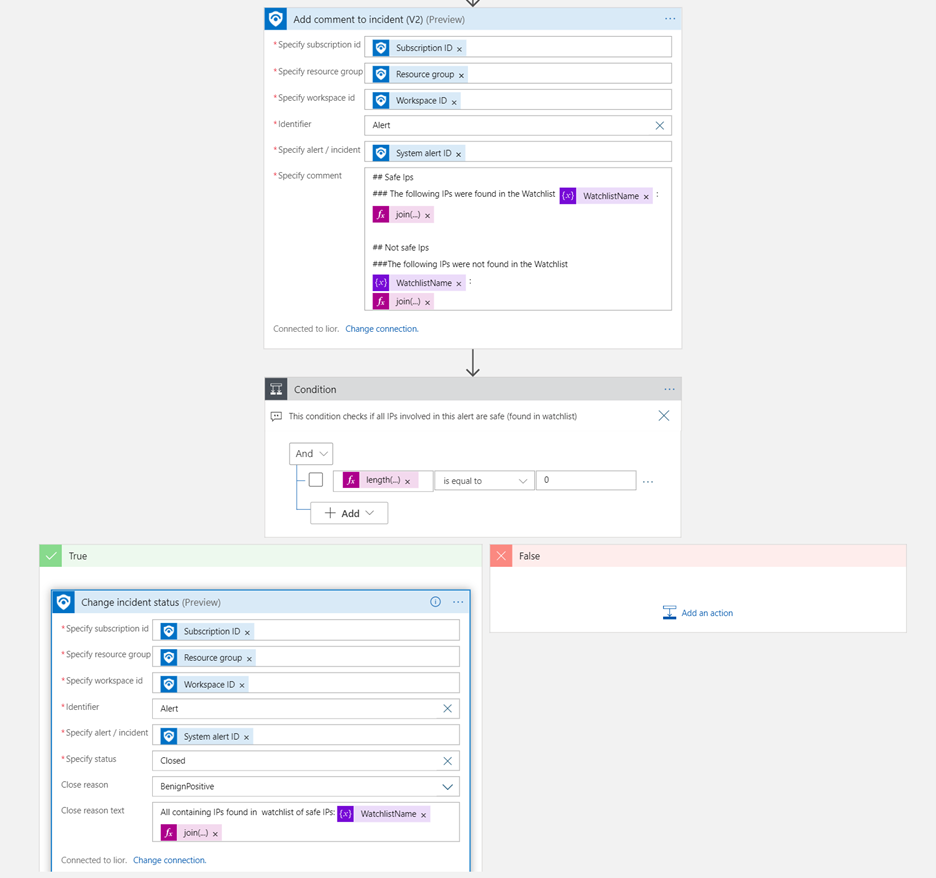 Add comment to incident (V2) (Preview) ...
*Specify subscription id Subscription ID ×
*Specify resource group Resource group ×
*Specify workspace id Workspace ID ×
*Identifier Alert
*Specify alert / incident System alert ID ×
*Specify comment ## Safe Ips
### The following IPs were found in the Watchlist {x} WatchlistName × :
fx join(...) ×
## Not safe Ips
###The following IPs were not found in the Watchlist
{x} WatchlistName × :
fx join(...) ×
Connected to lior. Change connection.
Condition ...
This condition checks if all IPs involved in this alert are safe (found in watchlist)
And
fx length(...) × is equal to 0 ...
+ Add
True
False
Add an action
Change incident status (Preview) ...
*Specify subscription id Subscription ID ×
*Specify resource group Resource group ×
*Specify workspace id Workspace ID ×
*Identifier Alert
*Specify alert / incident System alert ID ×
*Specify status Closed
Close reason BenignPositive
Close reason text All containing IPs found in watchlist of safe IPs: {x} WatchlistName ×
fx join(...) ×
Connected to lior. Change connection.